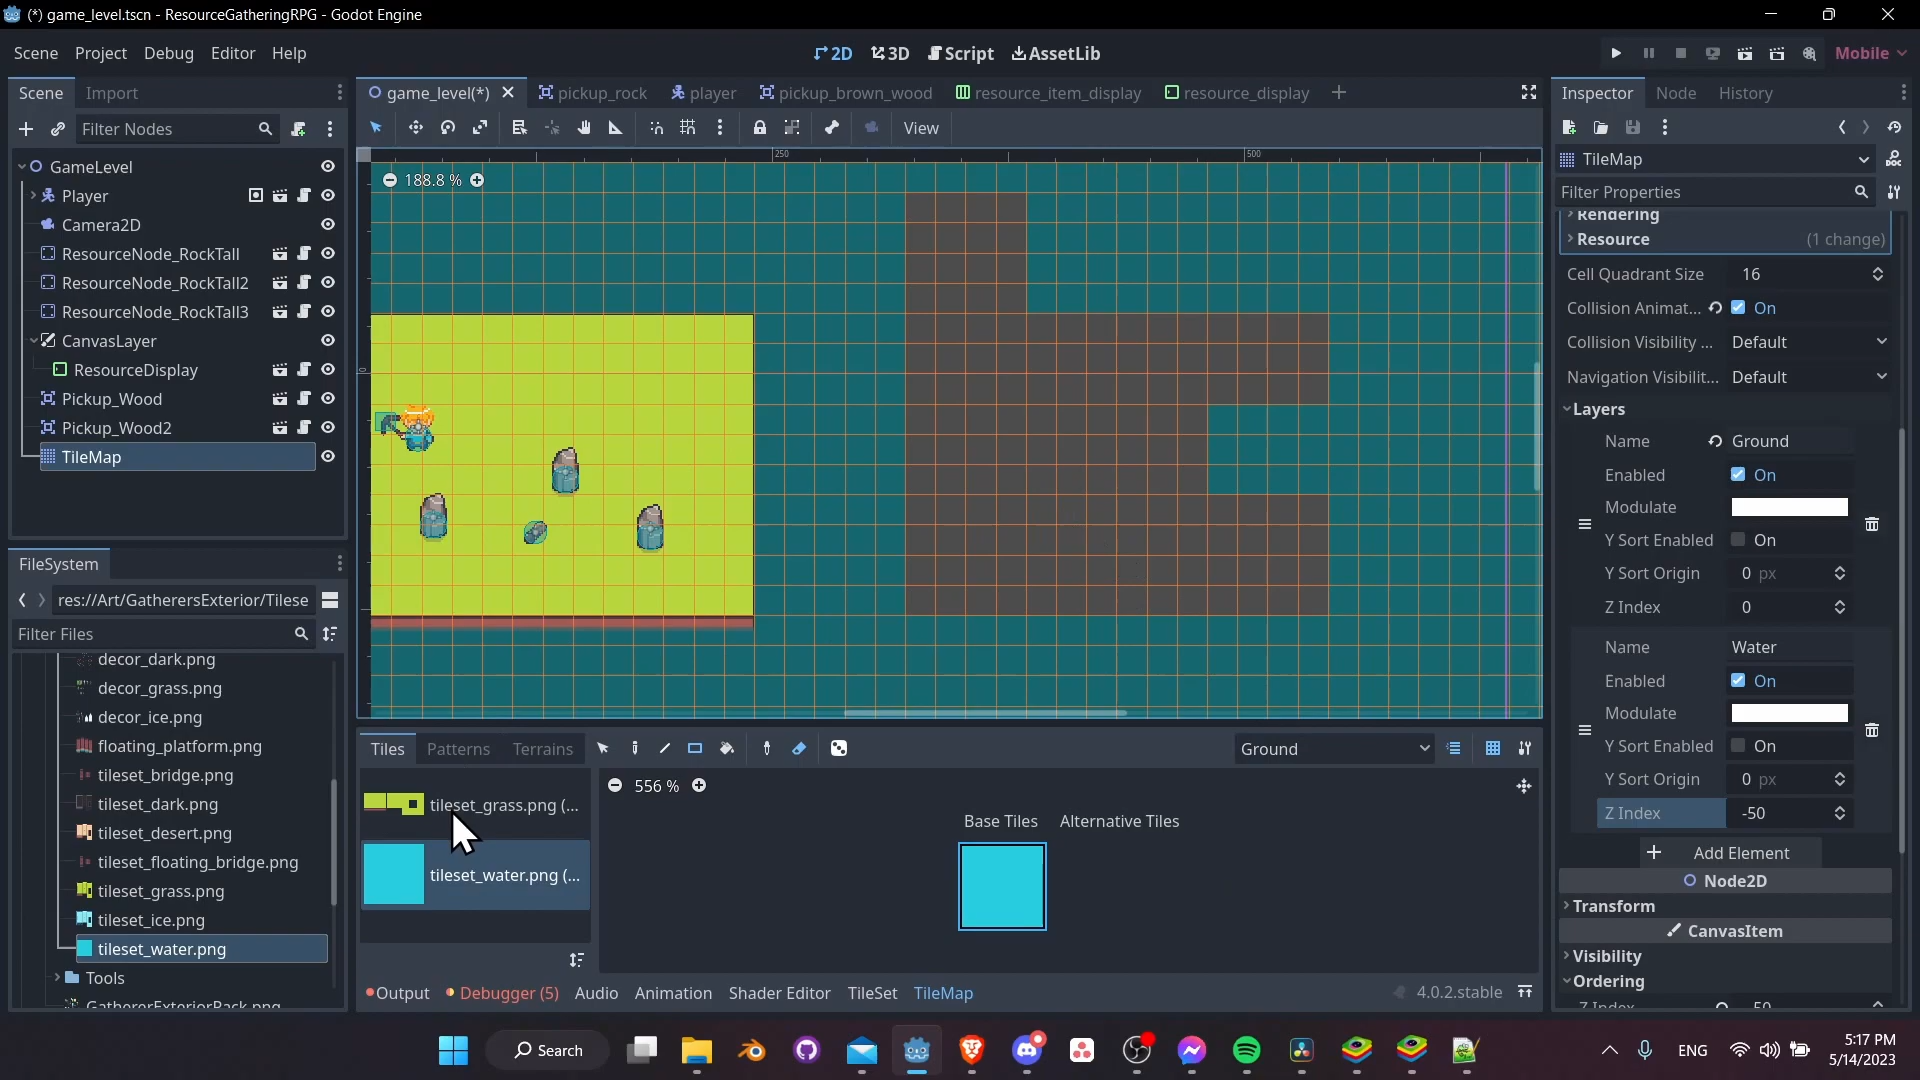 (*) game_level.tscn - ResourceGatheringRPG - Godot Engine
Scene Project Debug Editor Help
2D 3D Script AssetLib
Mobile
Scene Import
Filter Nodes
GameLevel
Player
Camera2D
ResourceNode_RockTall
ResourceNode_RockTall2
ResourceNode_RockTall3
CanvasLayer
ResourceDisplay
Pickup_Wood
Pickup_Wood2
TileMap
FileSystem
res://Art/GatherersExterior/Tilese
Filter Files
decor_dark.png
decor_grass.png
decor_ice.png
floating_platform.png
tileset_bridge.png
tileset_dark.png
tileset_desert.png
tileset_floating_bridge.png
tileset_grass.png
tileset_ice.png
tileset_water.png
Tools
GathererExteriorPack.png
game_level(*) pickup_rock player pickup_brown_wood resource_item_display resource_display
View
250 500
188.8 %
0
Tiles Patterns Terrains
Ground
tileset_grass.png (...
tileset_water.png (...
556 %
Base Tiles Alternative Tiles
Output Debugger (5) Audio Animation Shader Editor TileSet TileMap
4.0.2.stable
Inspector Node History
TileMap
Filter Properties
Rendering
Resource (1 change)
Cell Quadrant Size 16
Collision Animat... On
Collision Visibility ... Default
Navigation Visibilit... Default
Layers
Name Ground
Enabled On
Modulate
Y Sort Enabled On
Y Sort Origin 0 px
Z Index 0
Name Water
Enabled On
Modulate
Y Sort Enabled On
Y Sort Origin 0 px
Z Index -50
Add Element
Node2D
Transform
CanvasItem
Visibility
Ordering
Z Index -50
Search
ENG
5:17 PM
5/14/2023